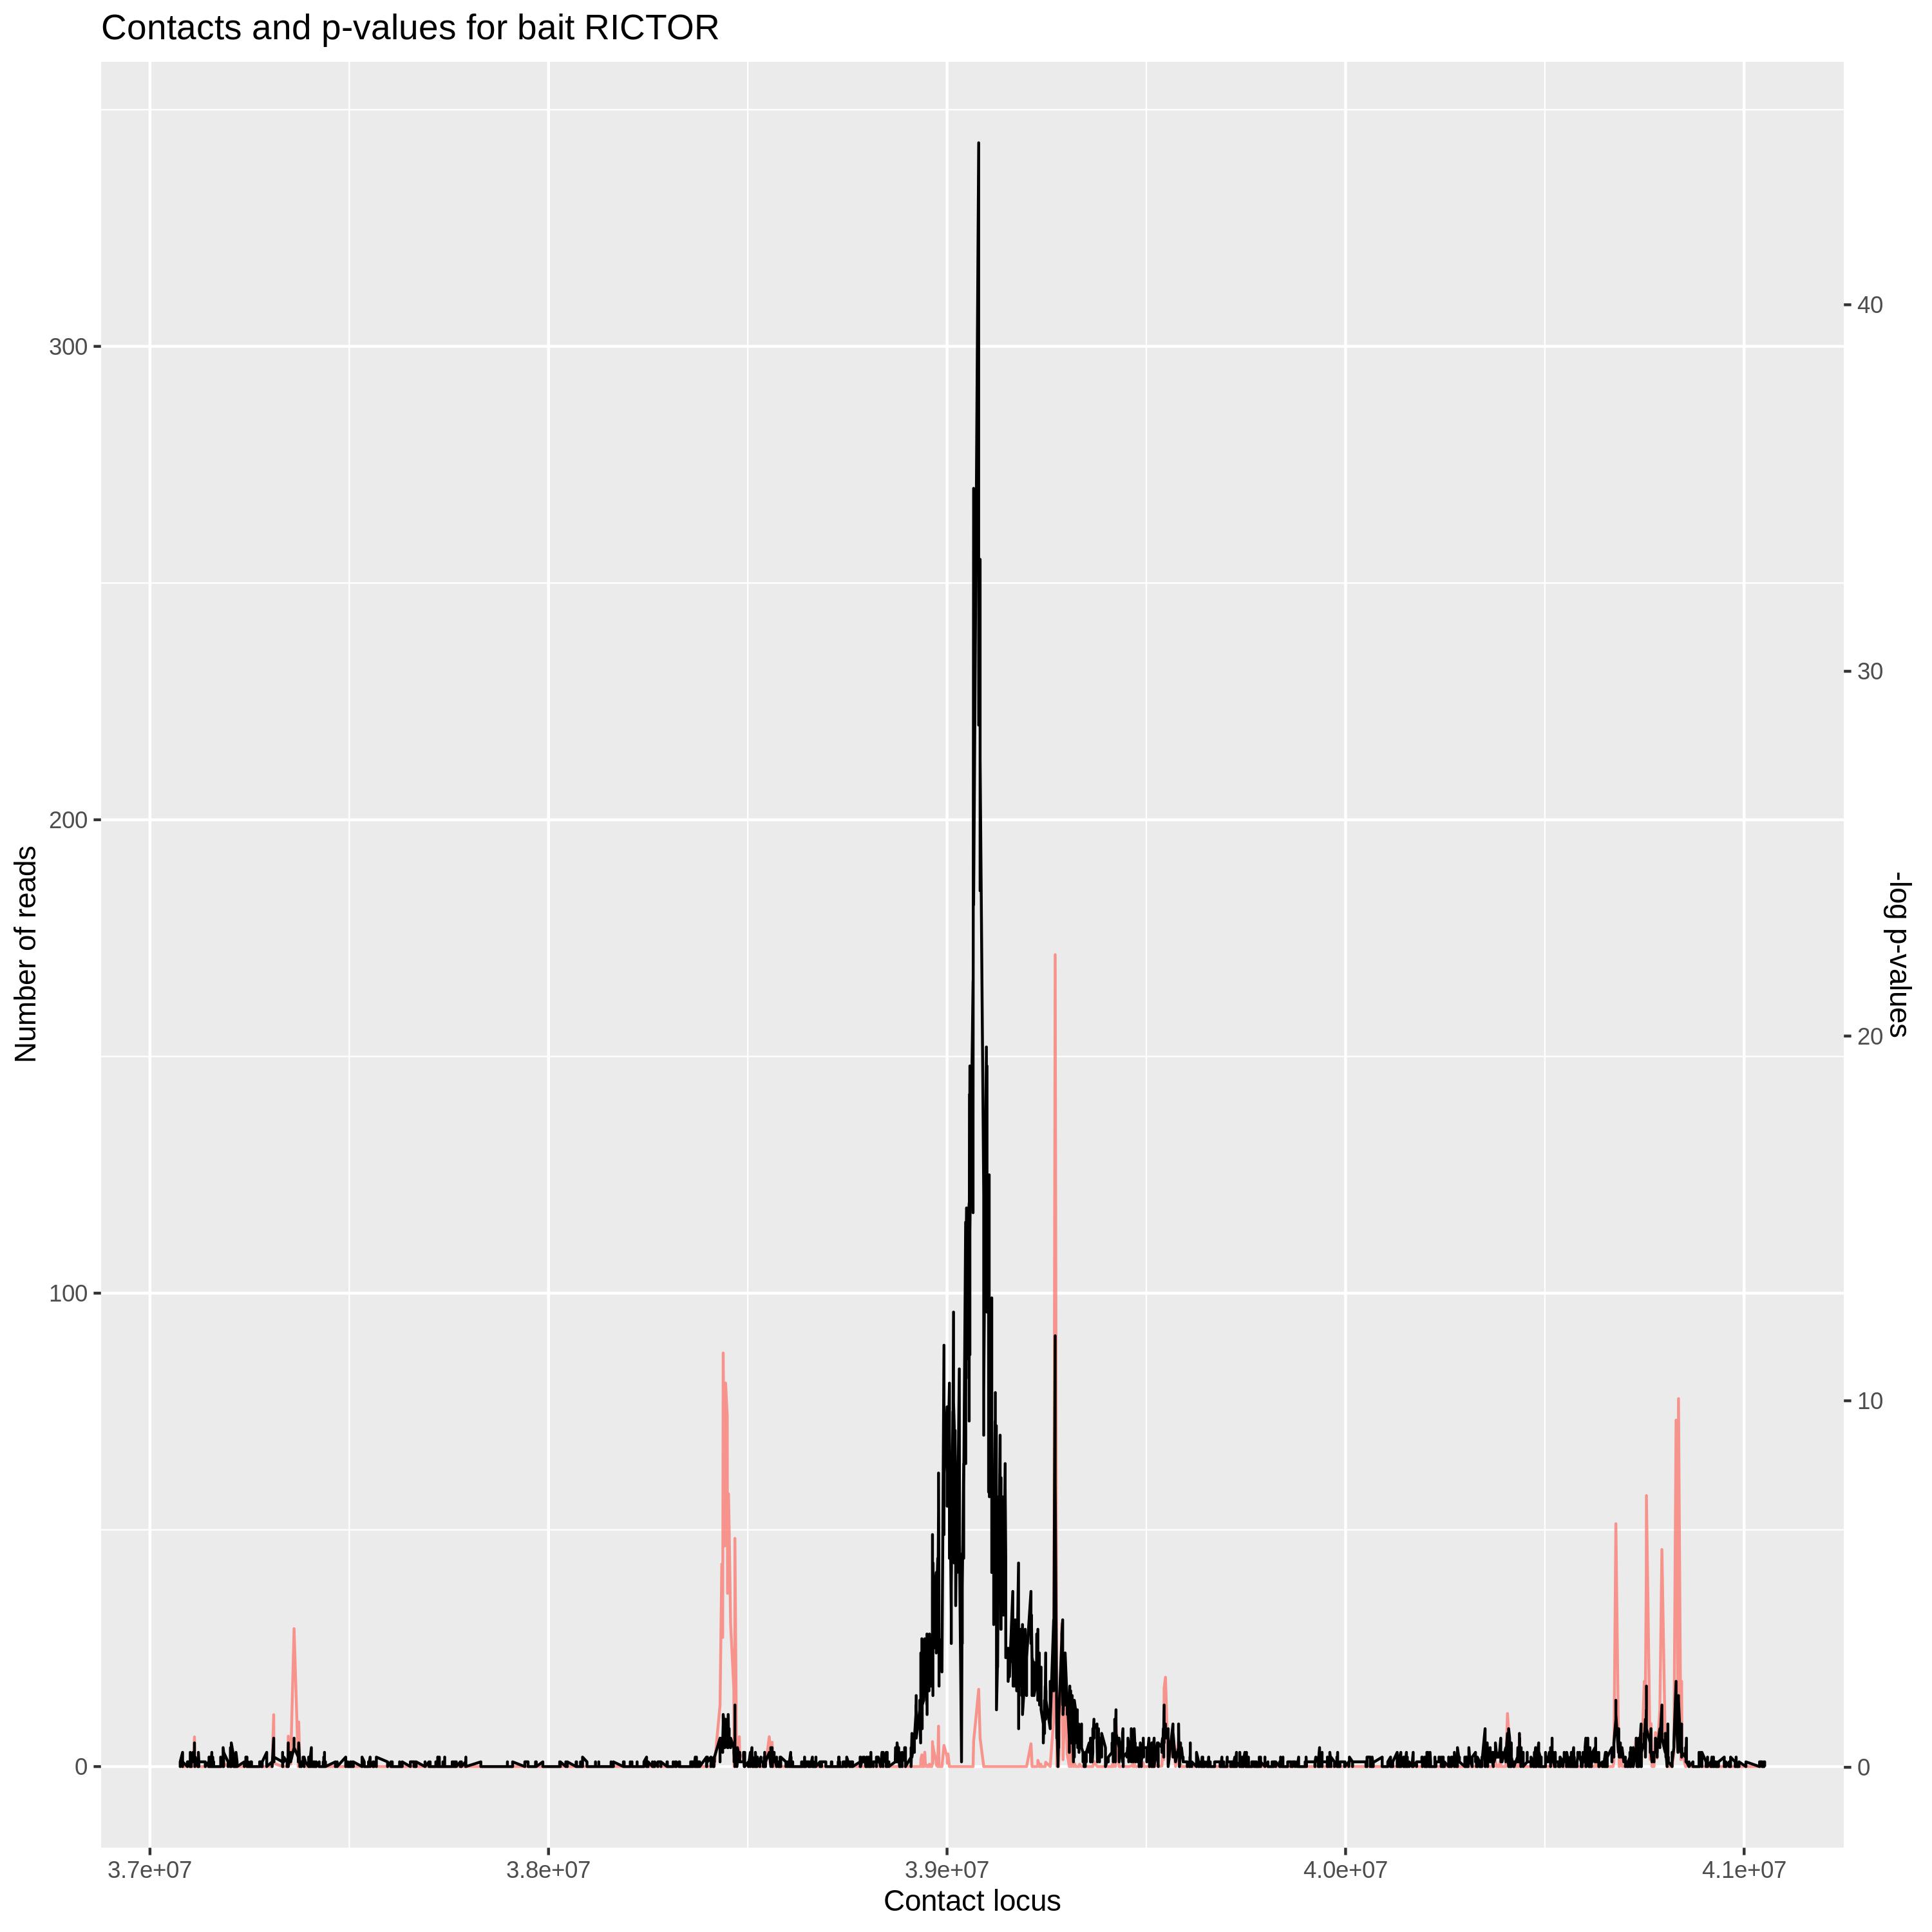 Contacts and p-values for bait RICTOR
300
200
100
0
Number of reads
40
30
20
10
0
-log p-values
3.7e+07
3.8e+07
3.9e+07
4.0e+07
4.1e+07
Contact locus